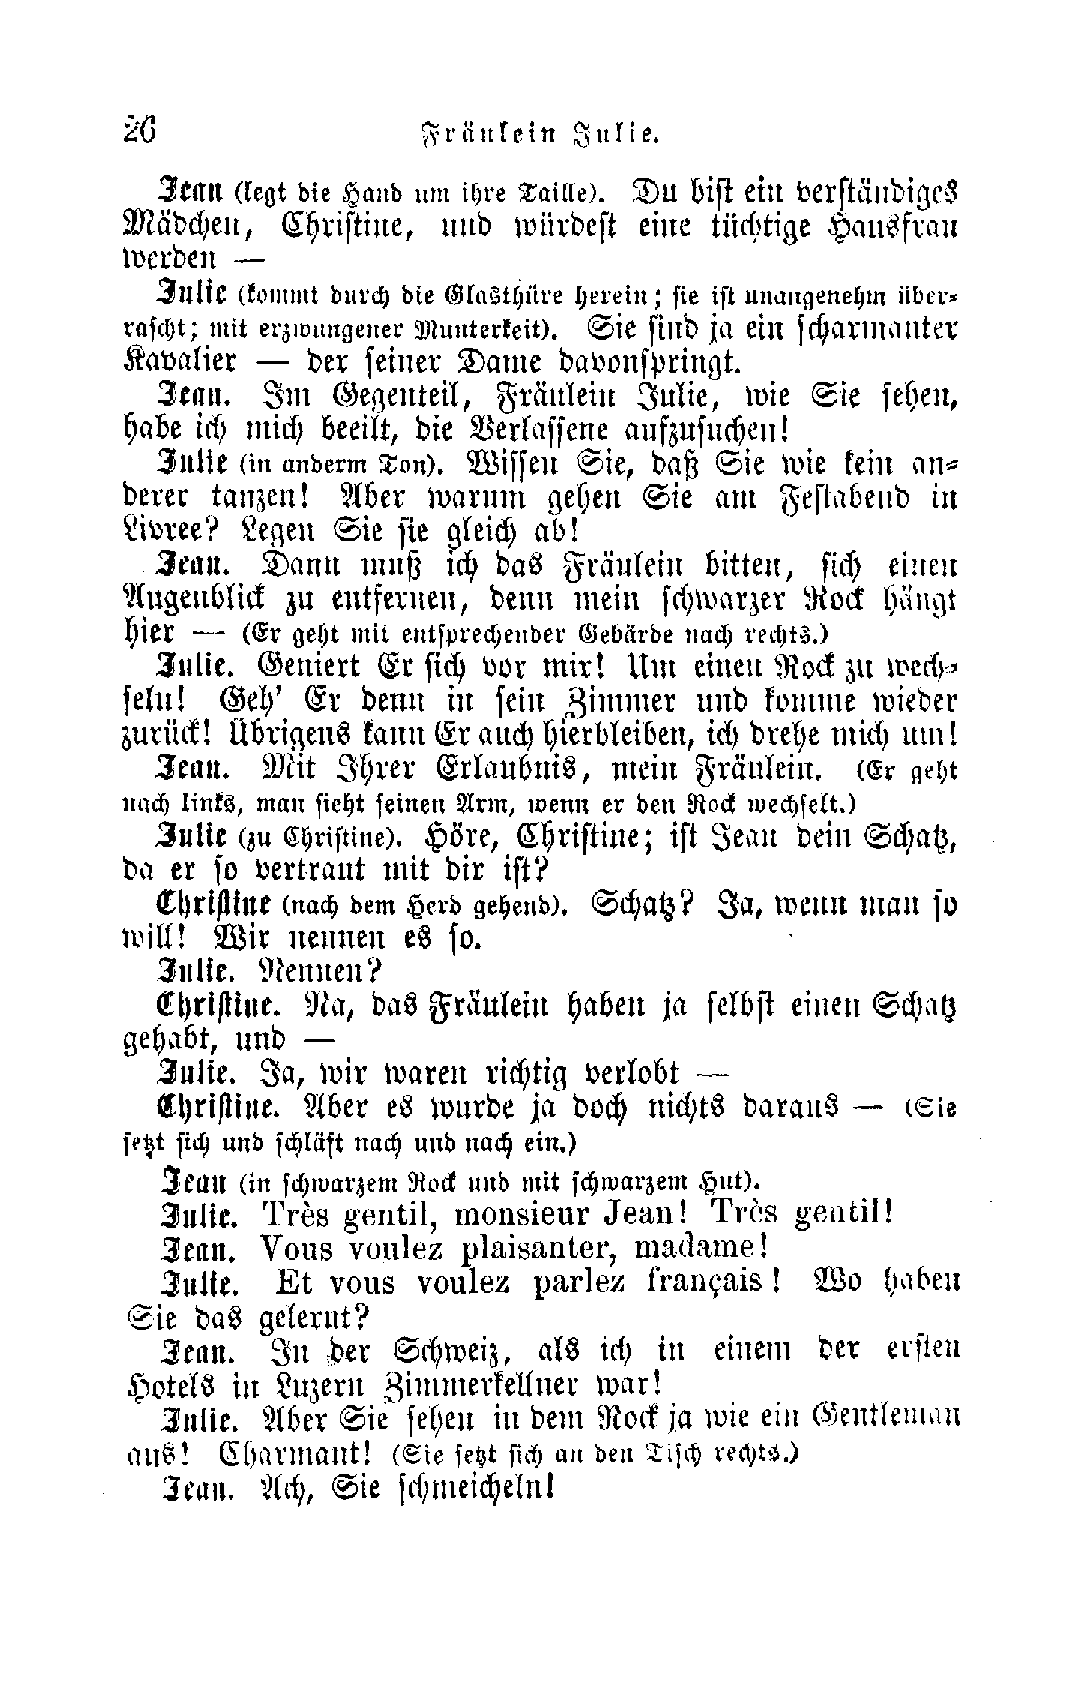 26 Fräulein Julie.
Jean (legt die Hand um ihre Taille). Du bist ein verständiges
Mädchen, Christine, und würdest eine tüchtige Hausfrau
werden —
Julie (kommt durch die Glasthüre herein; sie ist unangenehm über-
rascht; mit erzwungener Munterkeit). Sie sind ja ein scharmanter
Kavalier — der seiner Dame davonspringt.
Jean. Im Gegenteil, Fräulein Julie, wie Sie sehen,
habe ich mich beeilt, die Verlassene aufzusuchen!
Julie (in anderm Ton). Wissen Sie, daß Sie wie kein an-
derer tanzen! Aber warum gehen Sie am Festabend in
Livree? Legen Sie sie gleich ab!
Jean. Dann muß ich das Fräulein bitten, sich einen
Augenblick zu entfernen, denn mein schwarzer Rock hängt
hier — (Er geht mit entsprechender Gebärde nach rechts.)
Julie. Geniert Er sich vor mir! Um einen Rock zu wech-
seln! Geh' Er denn in sein Zimmer und komme wieder
zurück! Übrigens kann Er auch hierbleiben, ich drehe mich um!
Jean. Mit Ihrer Erlaubnis, mein Fräulein. (Er geht
nach links, man sieht seinen Arm, wenn er den Rock wechselt.)
Julie (zu Christine). Höre, Christine; ist Jean dein Schatz,
da er so vertraut mit dir ist?
Christine (nach dem Herd gehend). Schatz? Ja, wenn man so
will! Wir nennen es so.
Julie. Nennen?
Christine. Na, das Fräulein haben ja selbst einen Schatz
gehabt, und —
Julie. Ja, wir waren richtig verlobt —
Christine. Aber es wurde ja doch nichts daraus — (Sie
setzt sich und schläft nach und nach ein.)
Jean (in schwarzem Rock und mit schwarzem Hut).
Julie. Très gentil, monsieur Jean! Très gentil!
Jean. Vous voulez plaisanter, madame!
Julie. Et vous voulez parlez français! Wo haben
Sie das gelernt?
Jean. In der Schweiz, als ich in einem der ersten
Hotels in Luzern Zimmerkellner war!
Julie. Aber Sie sehen in dem Rock ja wie ein Gentleman
aus! Charmant! (Sie setzt sich an den Tisch rechts.)
Jean. Ach, Sie schmeicheln!